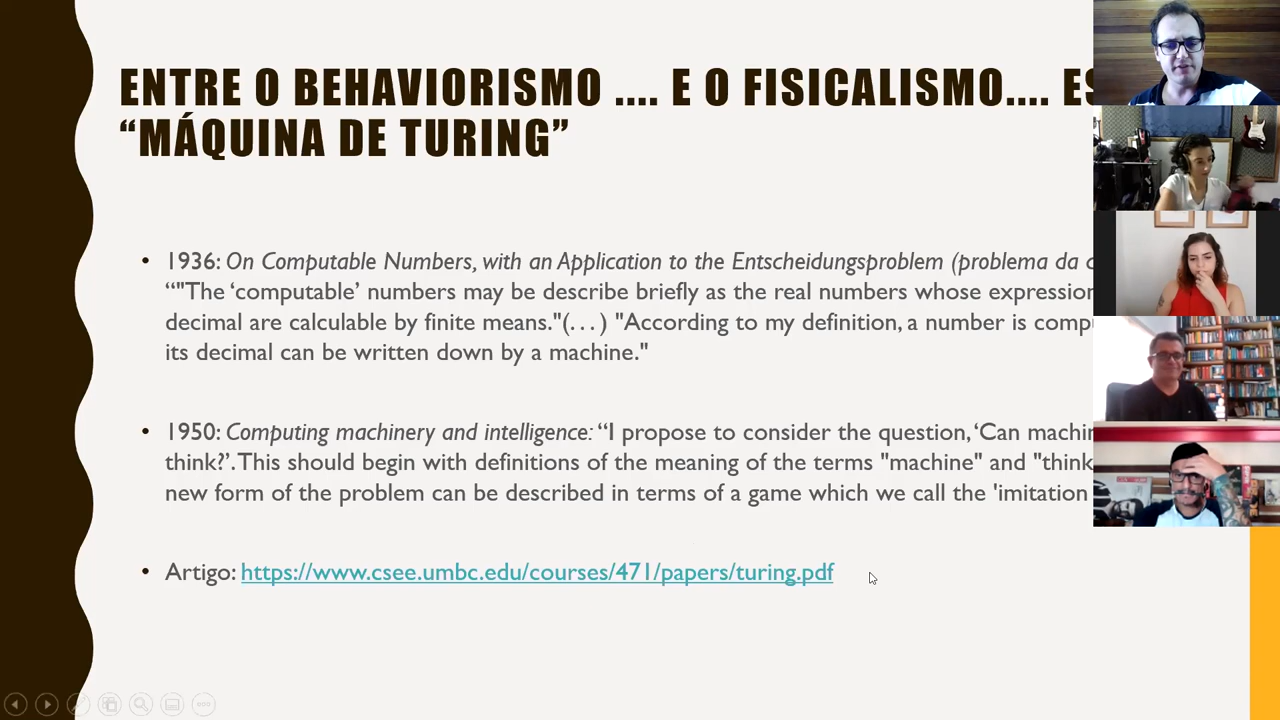 ENTRE O BEHAVIORISMO .... E O FISICALISMO.... ES
“MÁQUINA DE TURING”
• 1936: On Computable Numbers, with an Application to the Entscheidungsproblem (problema da
“"The ‘computable’ numbers may be describe briefly as the real numbers whose expression
decimal are calculable by finite means."(...) "According to my definition, a number is comp
its decimal can be written down by a machine."
• 1950: Computing machinery and intelligence: “I propose to consider the question, ‘Can machin
think?’. This should begin with definitions of the meaning of the terms "machine" and "think
new form of the problem can be described in terms of a game which we call the 'imitation
• Artigo: https://www.csee.umbc.edu/courses/471/papers/turing.pdf